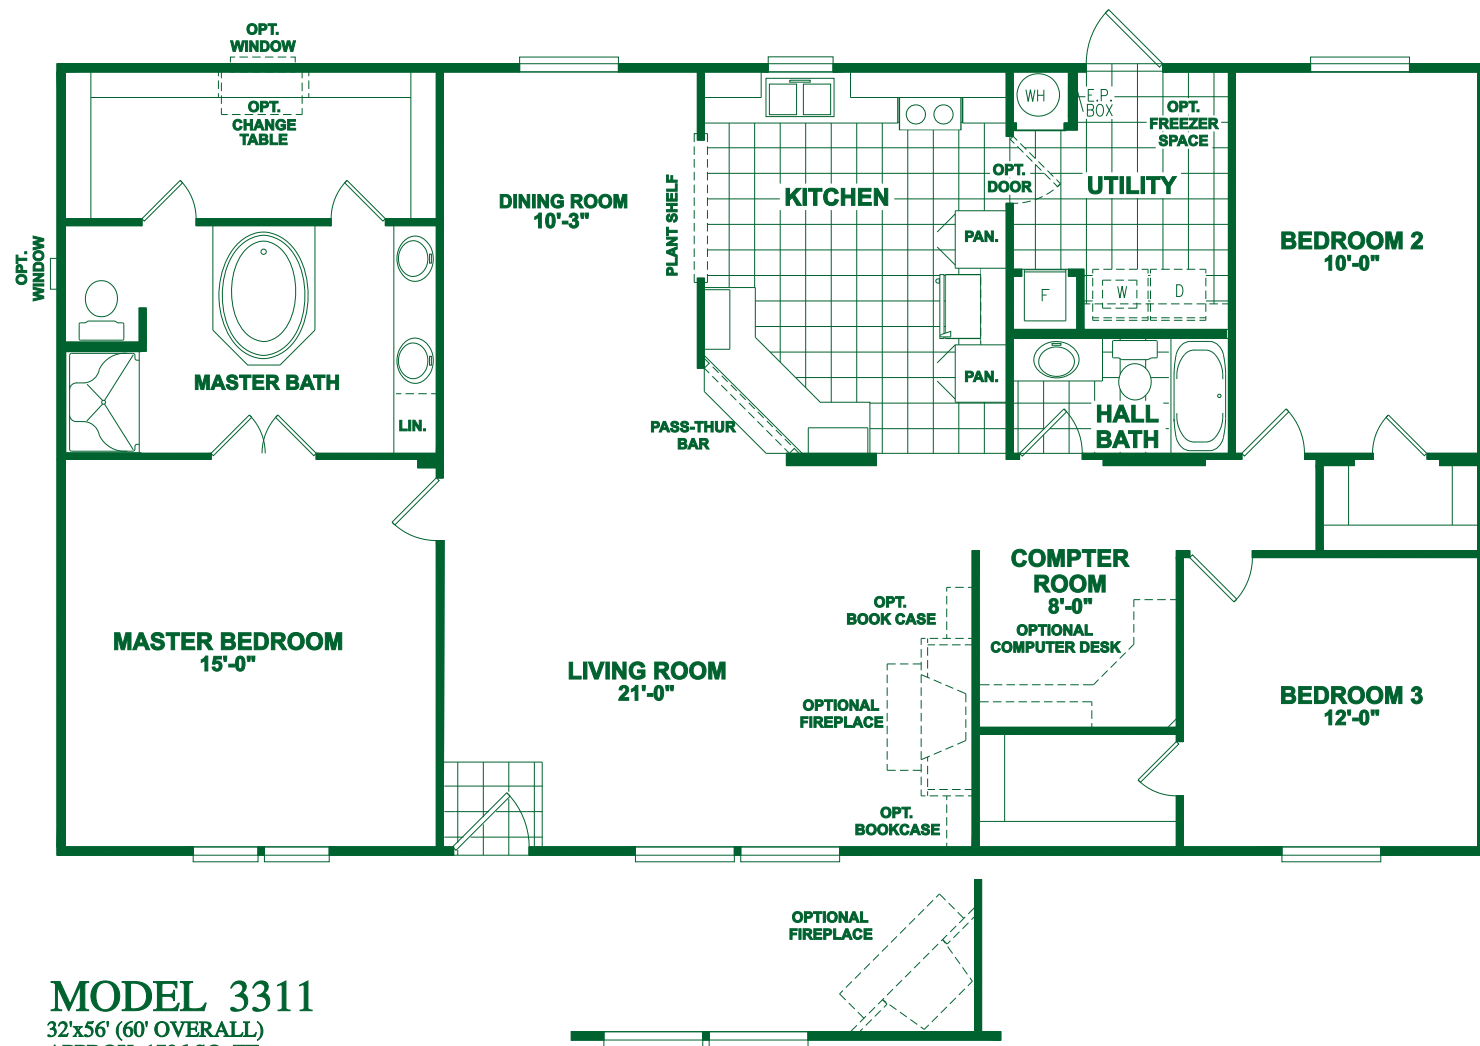 OPT.
WINDOW
OPT.
CHANGE
TABLE
OPT.
WINDOW
MASTER BATH
LIN.
DINING ROOM
10'-3"
PLANT SHELF
KITCHEN
PAN.
PAN.
PASS-THUR
BAR
WH
E.P.
BOX
OPT.
FREEZER
SPACE
OPT.
DOOR
UTILITY
F
W
D
HALL
BATH
BEDROOM 2
10'-0"
MASTER BEDROOM
15'-0"
LIVING ROOM
21'-0"
OPT.
BOOK CASE
OPTIONAL
FIREPLACE
OPT.
BOOKCASE
COMPTER
ROOM
8'-0"
OPTIONAL
COMPUTER DESK
BEDROOM 3
12'-0"
OPTIONAL
FIREPLACE
MODEL 3311
32'x56' (60' OVERALL)